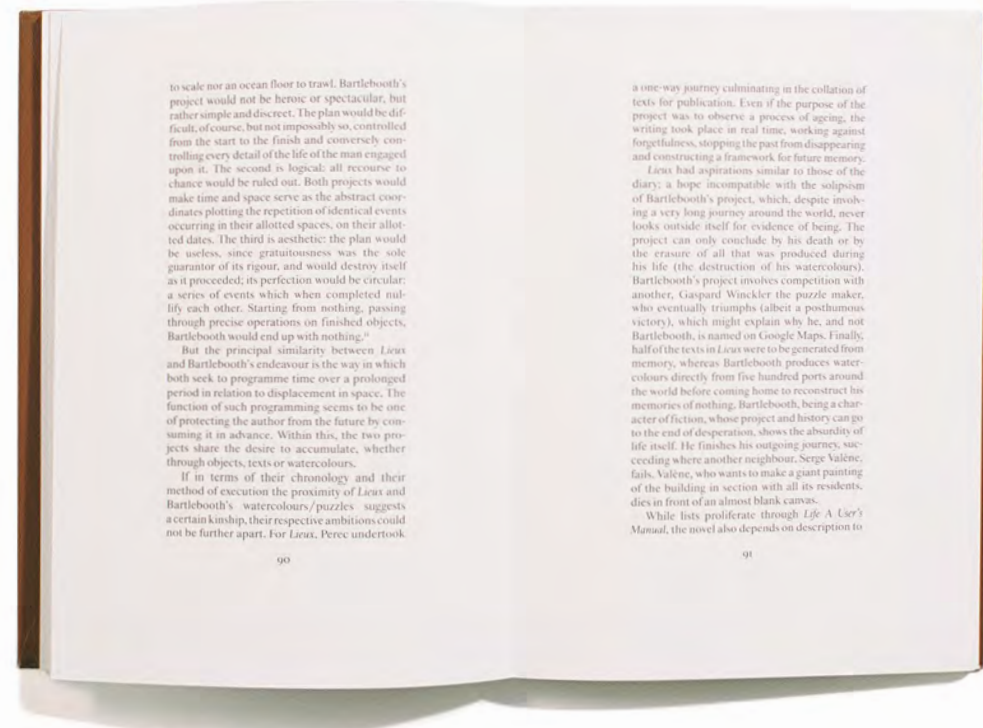 to scale nor an ocean floor to trawl. Bartlebooth's
project would not be heroic or spectacular, but
rather simple and discreet. The plan would be dif-
ficult, of course, but not impossibly so, controlled
from the start to the finish and conversely con-
trolling every detail of the life of the man engaged
upon it. The second is logical: all recourse to
chance would be ruled out. Both projects would
make time and space serve as the abstract coor-
dinates plotting the repetition of identical events
occurring in their allotted spaces, on their allot-
ted dates. The third is aesthetic: the plan would
be useless, since gratuitousness was the sole
guarantor of its rigour, and would destroy itself
as it proceeded; its perfection would be circular:
a series of events which when completed nul-
lify each other. Starting from nothing, passing
through precise operations on finished objects,
Bartlebooth would end up with nothing.
But the principal similarity between Lieux
and Bartlebooth's endeavour is the way in which
both seek to programme time over a prolonged
period in relation to displacement in space. The
function of such programming seems to be one
of protecting the author from the future by con-
suming it in advance. Within this, the two pro-
jects share the desire to accumulate, whether
through objects, texts or watercolours.
If in terms of their chronology and their
method of execution the proximity of Lieux and
Bartlebooth's watercolours/puzzles suggests
a certain kinship, their respective ambitions could
not be further apart. For Lieux, Perec undertook
90
a one-way journey culminating in the collation of
texts for publication. Even if the purpose of the
project was to observe a process of ageing, the
writing took place in real time, working against
forgetfulness, stopping the past from disappearing
and constructing a framework for future memory.
Lieux had aspirations similar to those of the
diary; a hope incompatible with the solipsism
of Bartlebooth's project, which, despite involv-
ing a very long journey around the world, never
looks outside itself for evidence of being. The
project can only conclude by his death or by
the erasure of all that was produced during
his life (the destruction of his watercolours).
Bartlebooth's project involves competition with
another, Gaspard Winckler the puzzle maker,
who eventually triumphs (albeit a posthumous
victory), which might explain why he, and not
Bartlebooth, is named on Google Maps. Finally,
half of the texts in Lieux were to be generated from
memory, whereas Bartlebooth produces water-
colours directly from five hundred ports around
the world before coming home to reconstruct his
memories of nothing. Bartlebooth, being a char-
acter of fiction, whose project and history can go
to the end of desperation, shows the absurdity of
life itself. He finishes his outgoing journey, suc-
ceeding where another neighbour, Serge Valène,
fails. Valène, who wants to make a giant painting
of the building in section with all its residents,
dies in front of an almost blank canvas.
While lists proliferate through Life A User's
Manual, the novel also depends on description to
91